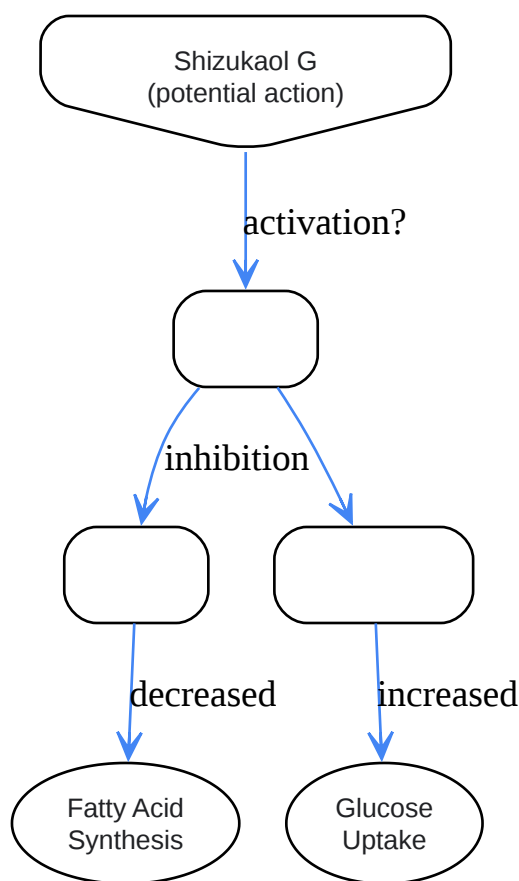 Shizukaol G
(potential action)
activation?
inhibition
decreased
increased
Fatty Acid
Synthesis
Glucose
Uptake